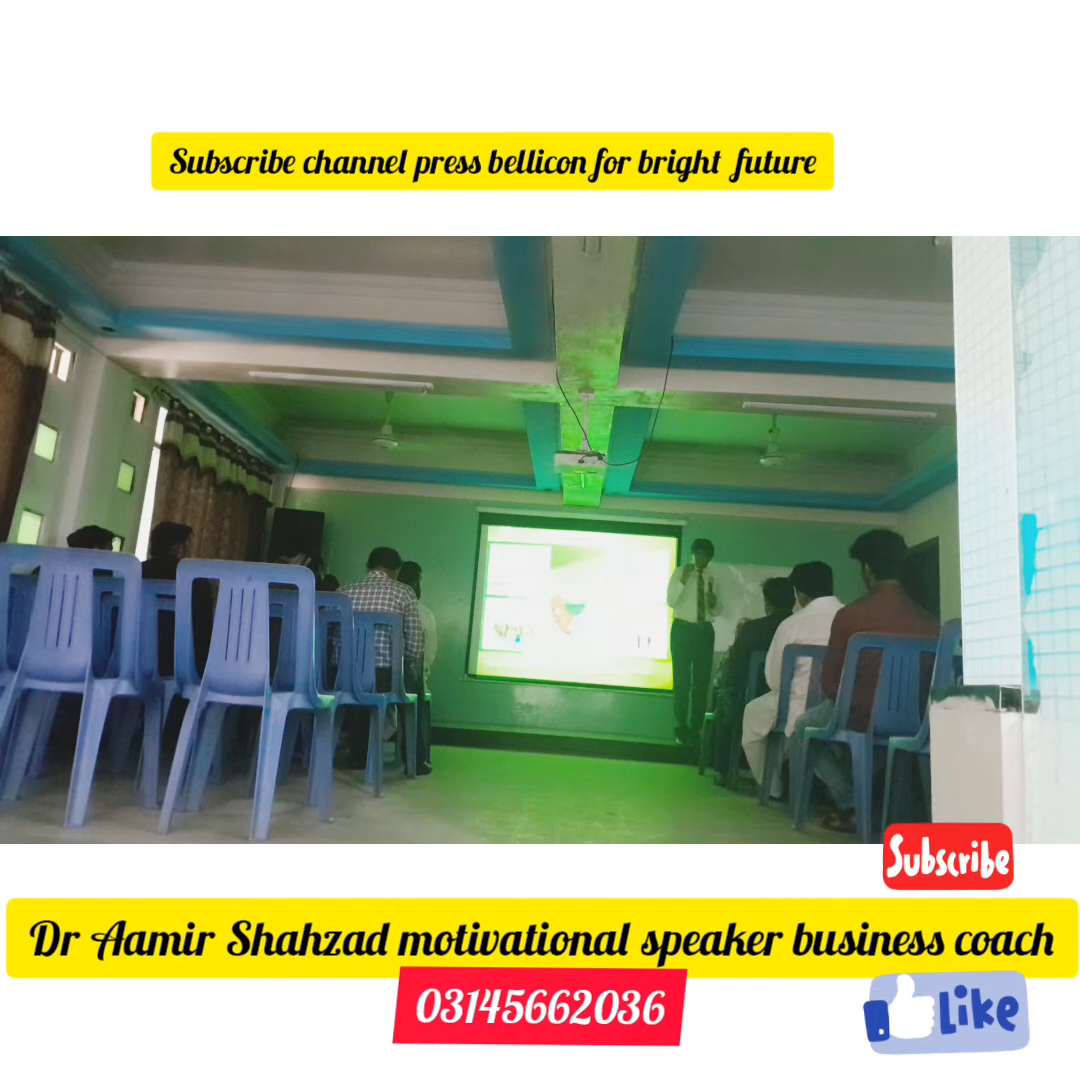 Subscribe channel press bellicon for bright future
Subscribe
Dr Aamir Shahzad motivational speaker business coach
03145662036
Like